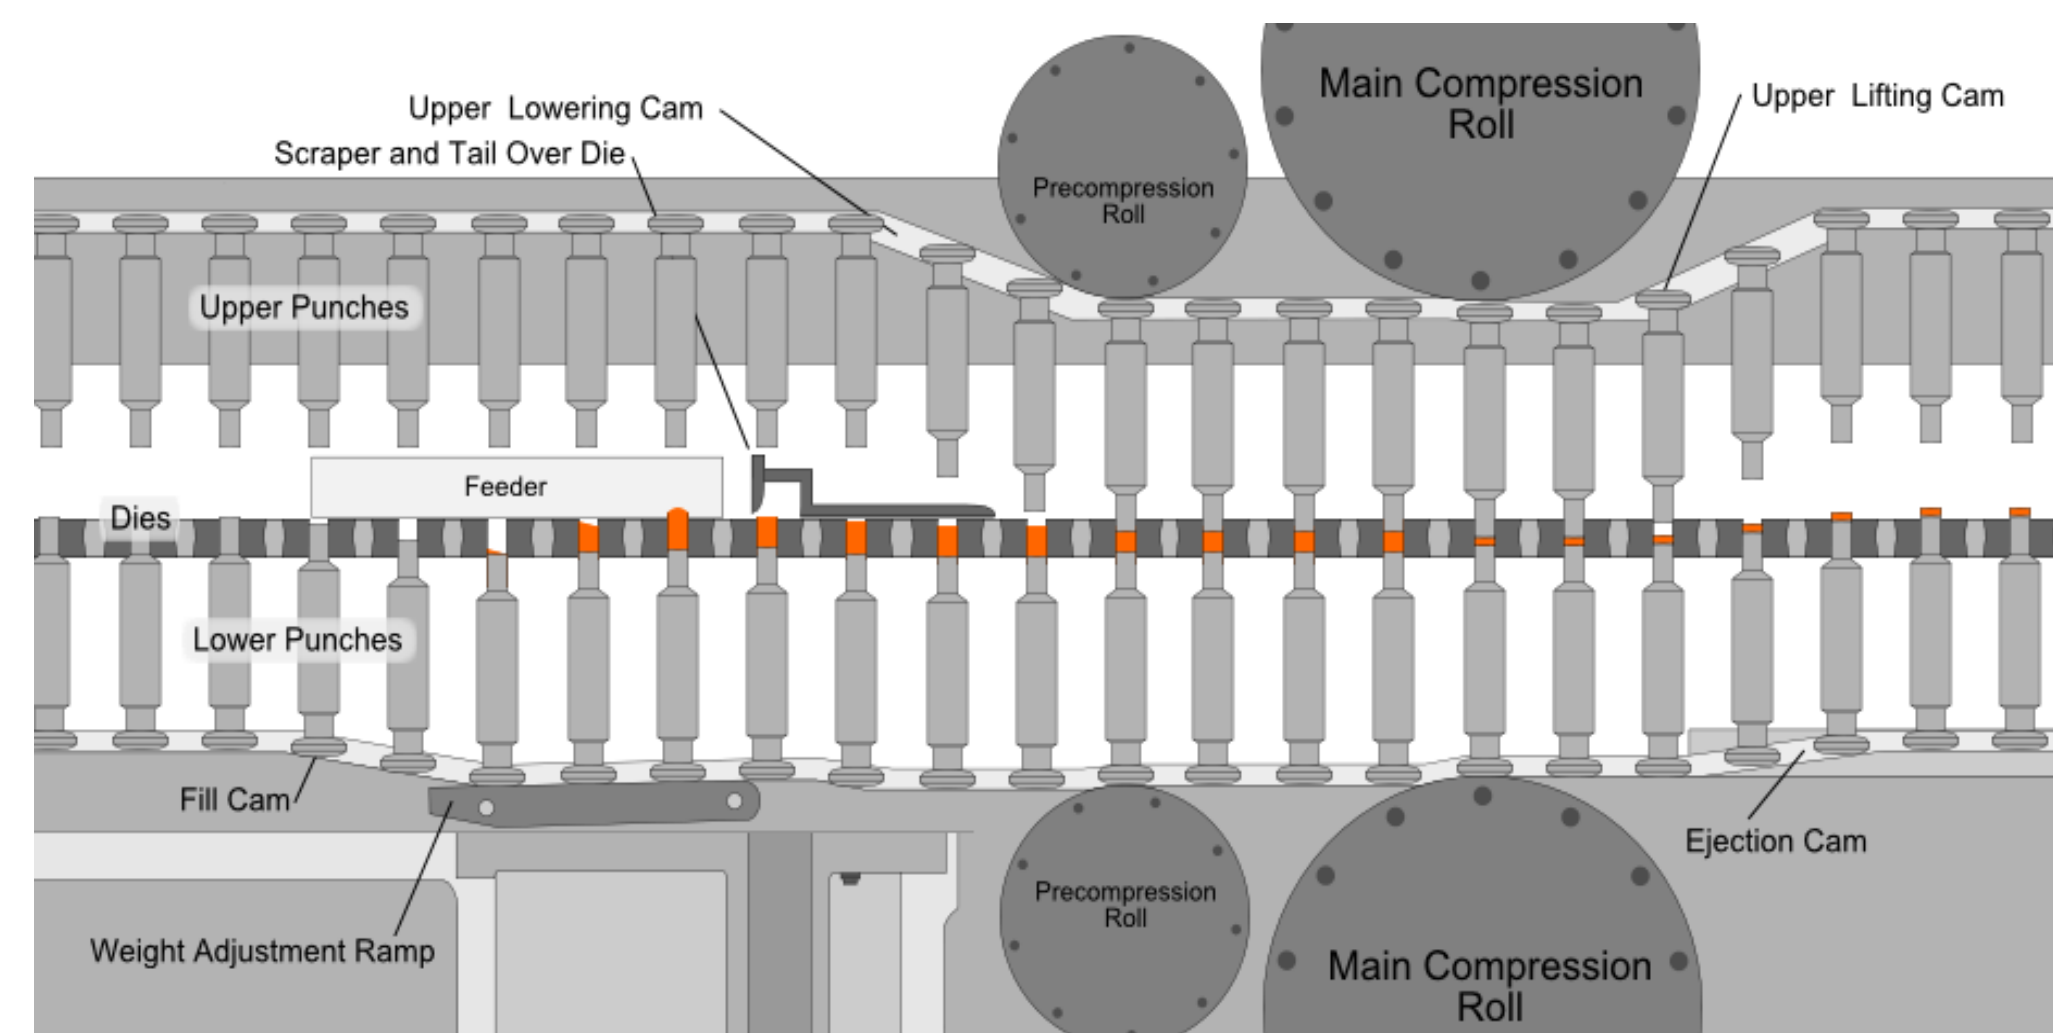 Main Compression
Roll
Upper Lifting Cam
Upper Lowering Cam
Scraper and Tail Over Die
Precompression
Roll
Upper Punches
Feeder
Dies
Lower Punches
Fill Cam
Ejection Cam
Weight Adjustment Ramp
Precompression
Roll
Main Compression
Roll